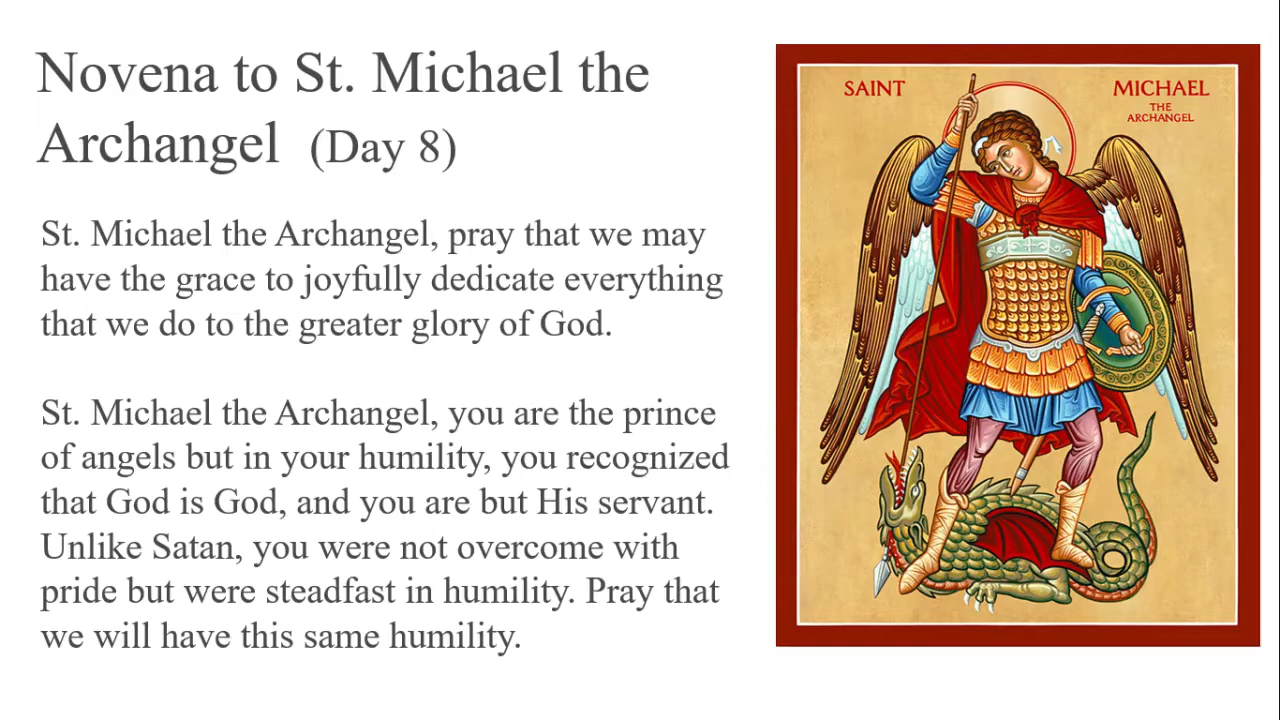 Novena to St. Michael the
Archangel (Day 8)
St. Michael the Archangel, pray that we may
have the grace to joyfully dedicate everything
that we do to the greater glory of God.
St. Michael the Archangel, you are the prince
of angels but in your humility, you recognized
that God is God, and you are but His servant.
Unlike Satan, you were not overcome with
pride but were steadfast in humility. Pray that
we will have this same humility.
SAINT
MICHAEL
THE
ARCHANGEL